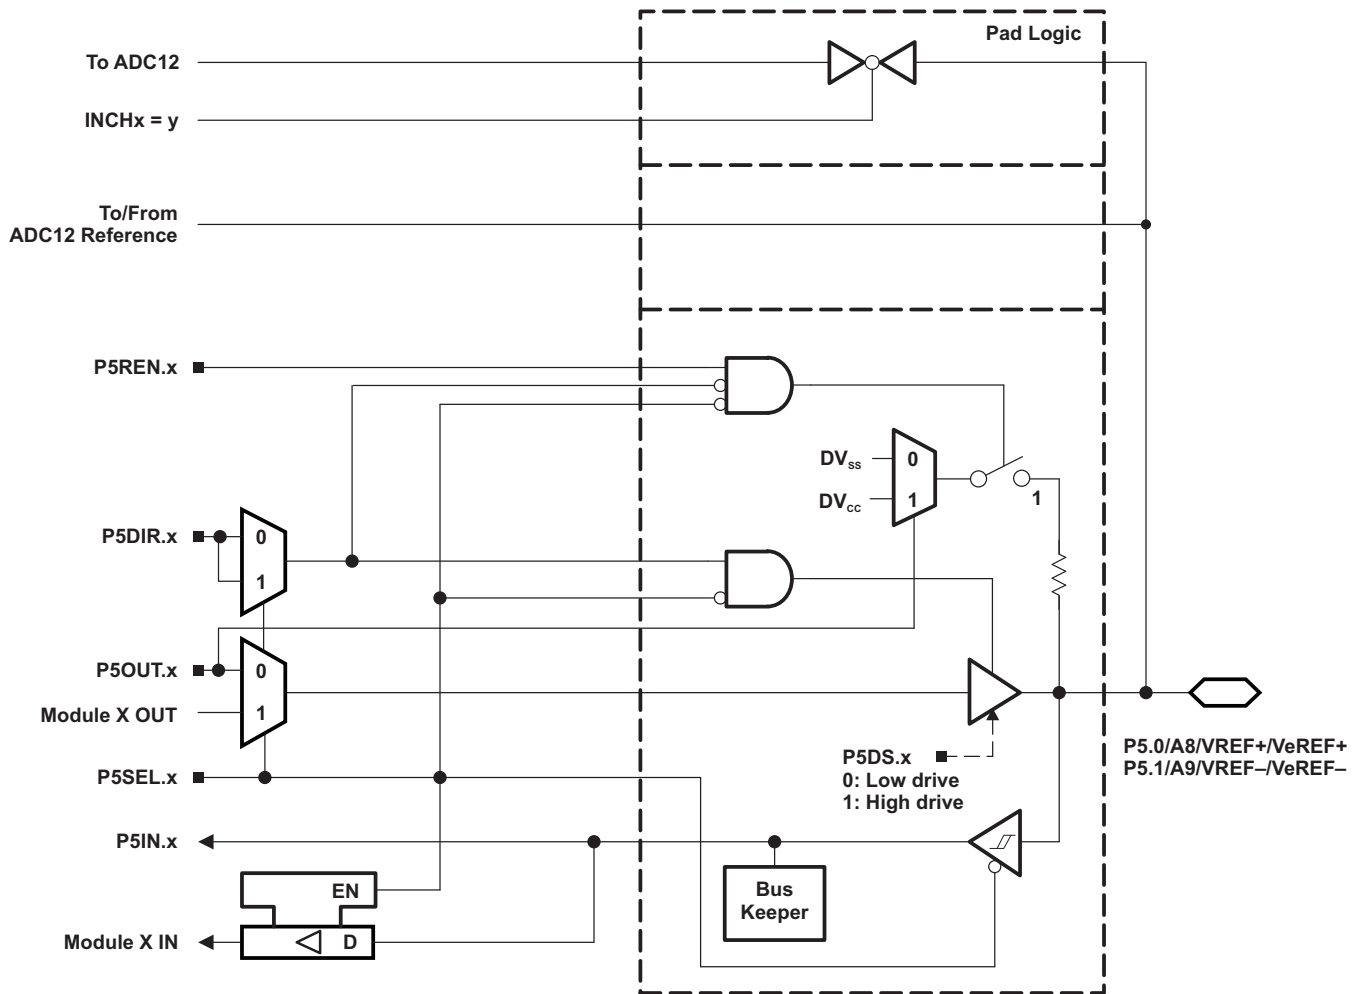 Pad Logic
To ADC12
INCHx = y
To/From
ADC12 Reference
P5REN.x
DVSS
0
DVCC
1
1
P5DIR.x
0
1
P5OUT.x
0
Module X OUT
1
P5DS.x
0: Low drive
1: High drive
P5.0/A8/VREF+/VeREF+
P5.1/A9/VREF–/VeREF–
P5SEL.x
P5IN.x
Bus
Keeper
EN
Module X IN
D